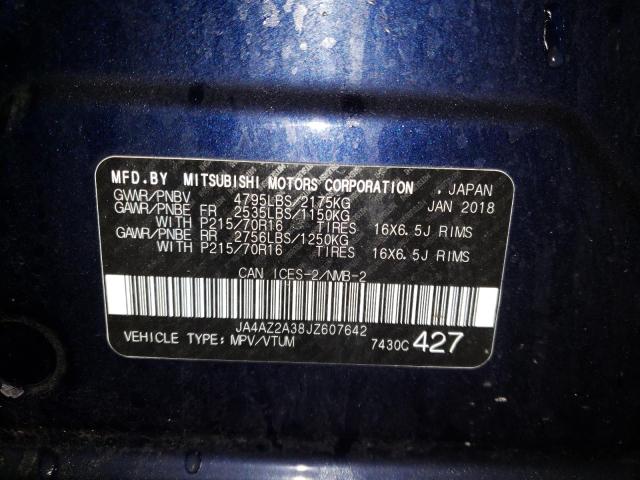 MFD.BY MITSUBISHI MOTORS CORPORATION . JAPAN
GVWR/PNBV 4795LBS/2175KG JAN 2018
GAWR/PNBE FR 2535LBS/1150KG
WITH P215/70R16 TIRES 16X6.5J RIMS
GAWR/PNBE RR 2756LBS/1250KG
WITH P215/70R16 TIRES 16X6.5J RIMS
CAN ICES-2/NMB-2
JA4AZ2A38JZ607642
VEHICLE TYPE: MPV/VTUM 7430C 427